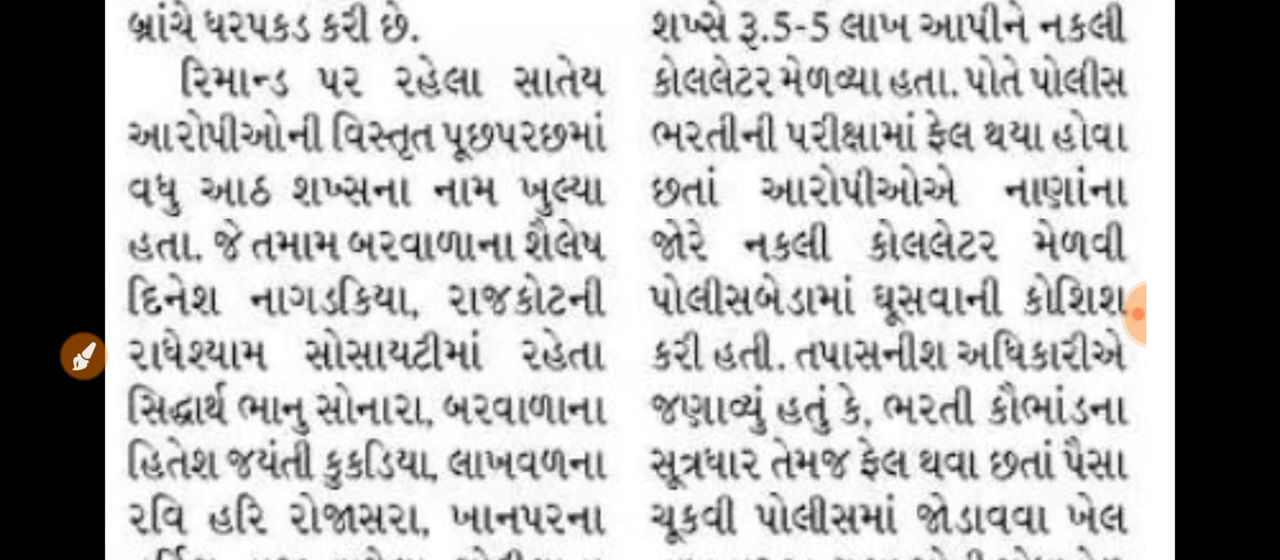 બ્રાંચે ધરપકડ કરી છે.
રિમાન્ડ પર રહેલા સાતેય
આરોપીઓની વિસ્તૃત પૂછપરછમાં
વધુ આઠ શખ્સના નામ ખુલ્યા
હતા. જે તમામ બરવાળાના શૈલેષ
દિનેશ નાગડકિયા, રાજકોટની
રાધેશ્યામ સોસાયટીમાં રહેતા
સિદ્ધાર્થ ભાનુ સોનારા, બરવાળાના
હિતેશ જયંતી કુકડિયા, લાખવળના
રવિ હરિ રોજાસરા, ખાનપરના
શખ્સે રૂ.5-5 લાખ આપીને નકલી
કોલલેટર મેળવ્યા હતા. પોતે પોલીસ
ભરતીની પરીક્ષામાં ફેલ થયા હોવા
છતાં આરોપીઓએ નાણાંના
જોરે નકલી કોલલેટર મેળવી
પોલીસબેડામાં ઘૂસવાની કોશિશ
કરી હતી. તપાસનીશ અધિકારીએ
જણાવ્યું હતું કે, ભરતી કૌભાંડના
સૂત્રધાર તેમજ ફેલ થવા છતાં પૈસા
ચૂકવી પોલીસમાં જોડાવવા ખેલ